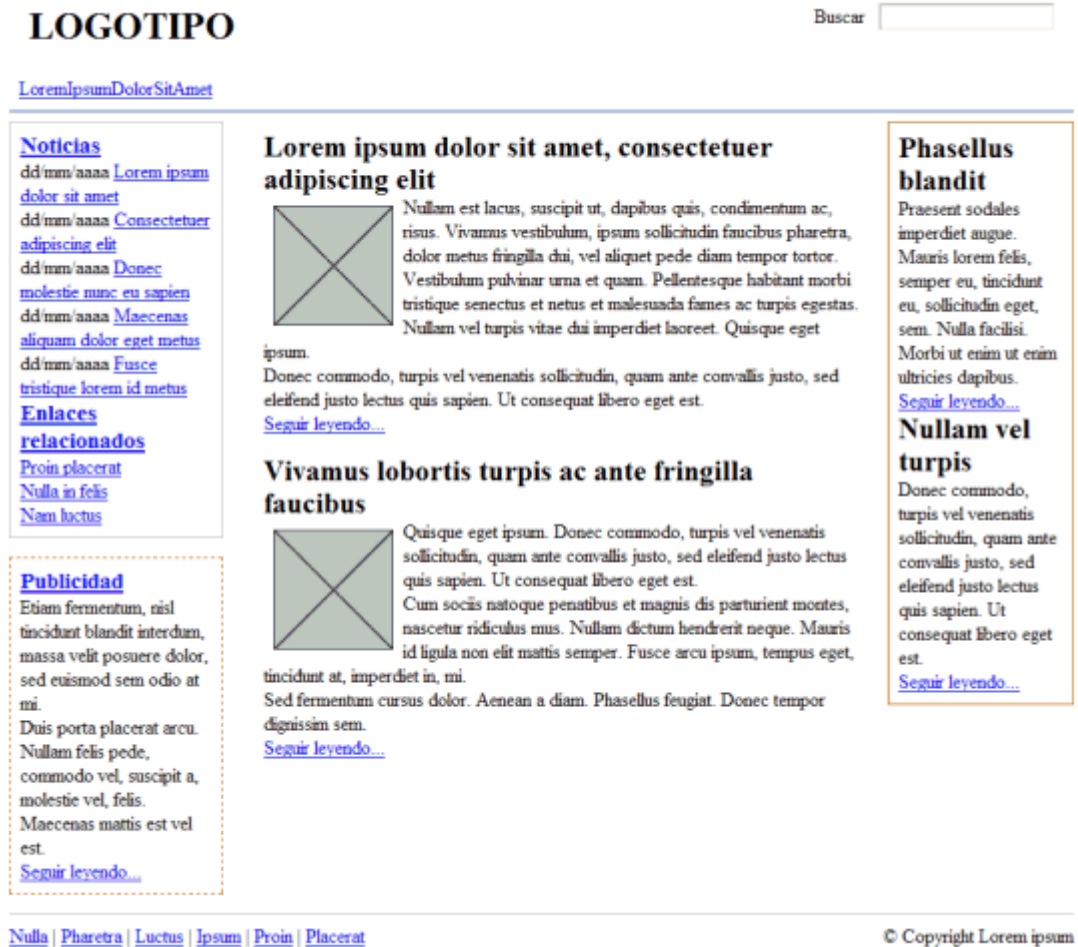 LOGOTIPO
Buscar
LoremIpsumDolorSitAmet
Noticias
dd/mm/aaaa Lorem ipsum
dolor sit amet
dd/mm/aaaa Consectetuer
adipiscing elit
dd/mm/aaaa Donec
molestie nunc eu sapien
dd/mm/aaaa Maecenas
aliquam dolor eget metus
dd/mm/aaaa Fusce
tristique lorem id metus
Enlaces
relacionados
Proin placerat
Nulla in felis
Nam luctus
Publicidad
Etiam fermentum, nisl
tincidunt blandit interdum,
massa velit posuere dolor,
sed euismod sem odio at
mi.
Duis porta placerat arcu.
Nullam felis pede,
commodo vel, suscipit a,
molestie vel, felis.
Maecenas mattis est vel
est.
Seguir leyendo...
Lorem ipsum dolor sit amet, consectetuer
adipiscing elit
Nullam est lacus, suscipit ut, dapibus quis, condimentum ac,
risus. Vivamus vestibulum, ipsum sollicitudin faucibus pharetra,
dolor metus fringilla dui, vel aliquet pede diam tempor tortor.
Vestibulum pulvinar urna et quam. Pellentesque habitant morbi
tristique senectus et netus et malesuada fames ac turpis egestas.
Nullam vel turpis vitae dui imperdiet laoreet. Quisque eget
ipsum.
Donec commodo, turpis vel venenatis sollicitudin, quam ante convallis justo, sed
eleifend justo lectus quis sapien. Ut consequat libero eget est.
Seguir leyendo...
Vivamus lobortis turpis ac ante fringilla
faucibus
Quisque eget ipsum. Donec commodo, turpis vel venenatis
sollicitudin, quam ante convallis justo, sed eleifend justo lectus
quis sapien. Ut consequat libero eget est.
Cum sociis natoque penatibus et magnis dis parturient montes,
nascetur ridiculus mus. Nullam dictum hendrerit neque. Mauris
id ligula non elit mattis semper. Fusce arcu ipsum, tempus eget,
tincidunt at, imperdiet in, mi.
Sed fermentum cursus dolor. Aenean a diam. Phasellus feugiat. Donec tempor
dignissim sem.
Seguir leyendo...
Phasellus
blandit
Praesent sodales
imperdiet augue.
Mauris lorem felis,
semper eu, tincidunt
eu, sollicitudin eget,
sem. Nulla facilisi.
Morbi ut enim ut enim
ultricies dapibus.
Seguir leyendo...
Nullam vel
turpis
Donec commodo,
turpis vel venenatis
sollicitudin, quam ante
convallis justo, sed
eleifend justo lectus
quis sapien. Ut
consequat libero eget
est.
Seguir leyendo...
Nulla | Pharetra | Luctus | Ipsum | Proin | Placerat
© Copyright Lorem ipsum